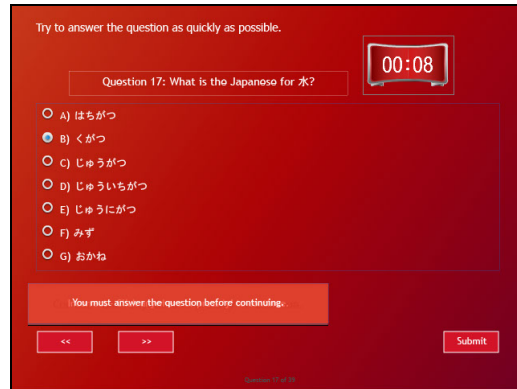 Try to answer the question as quickly as possible.
00:08
Question 17: What is the Japanese for 水?
A) はちがつ
B) くがつ
C) じゅうがつ
D) じゅういちがつ
E) じゅうにがつ
F) みず
G) おかね
You must answer the question before continuing.
<<
>>
Submit
Question 17 of 39